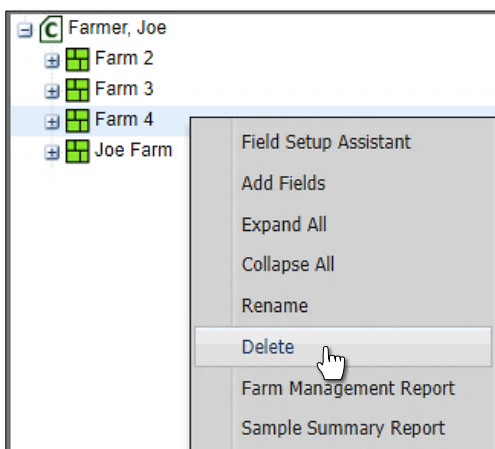 Farmer, Joe
Farm 2
Farm 3
Farm 4
Joe Farm
Field Setup Assistant
Add Fields
Expand All
Collapse All
Rename
Delete
Farm Management Report
Sample Summary Report